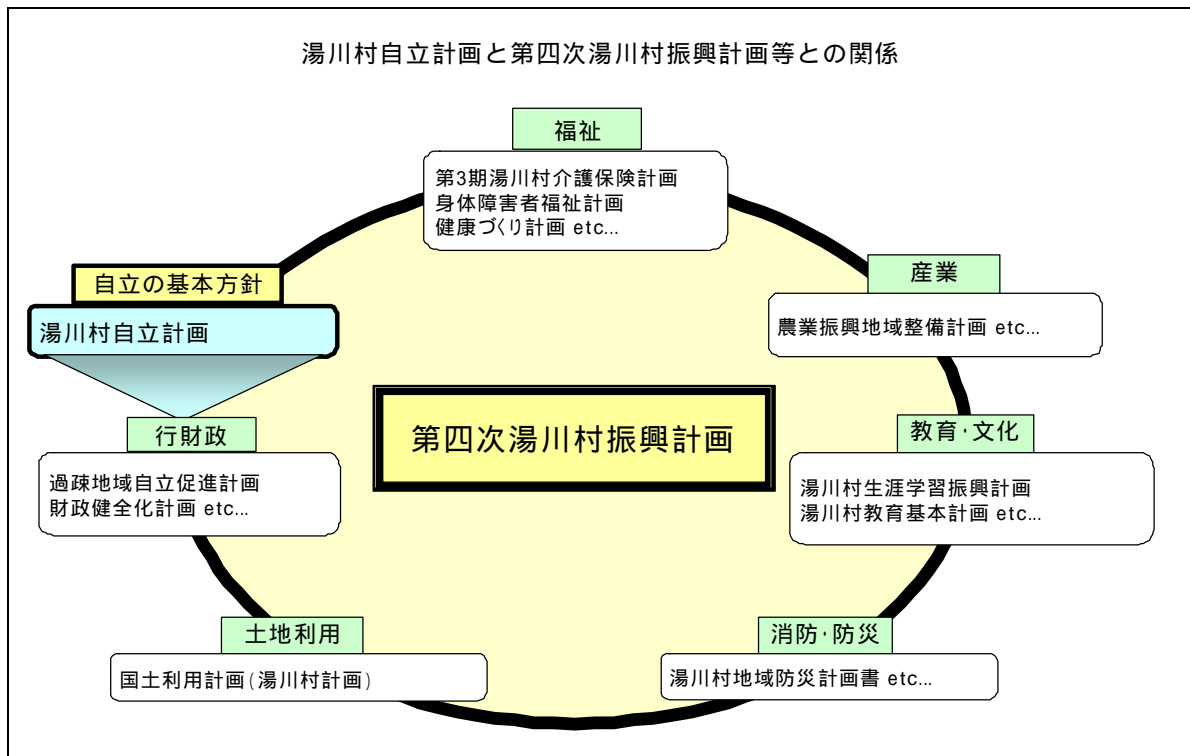 湯川村自立計画と第四次湯川村振興計画等との関係
福祉
第3期湯川村介護保険計画
身体障害者福祉計画
健康づくり計画 etc...
自立の基本方針
湯川村自立計画
産業
農業振興地域整備計画 etc...
第四次湯川村振興計画
行財政
過疎地域自立促進計画
財政健全化計画 etc...
教育・文化
湯川村生涯学習振興計画
湯川村教育基本計画 etc...
土地利用
国土利用計画(湯川村計画)
消防・防災
湯川村地域防災計画書 etc...